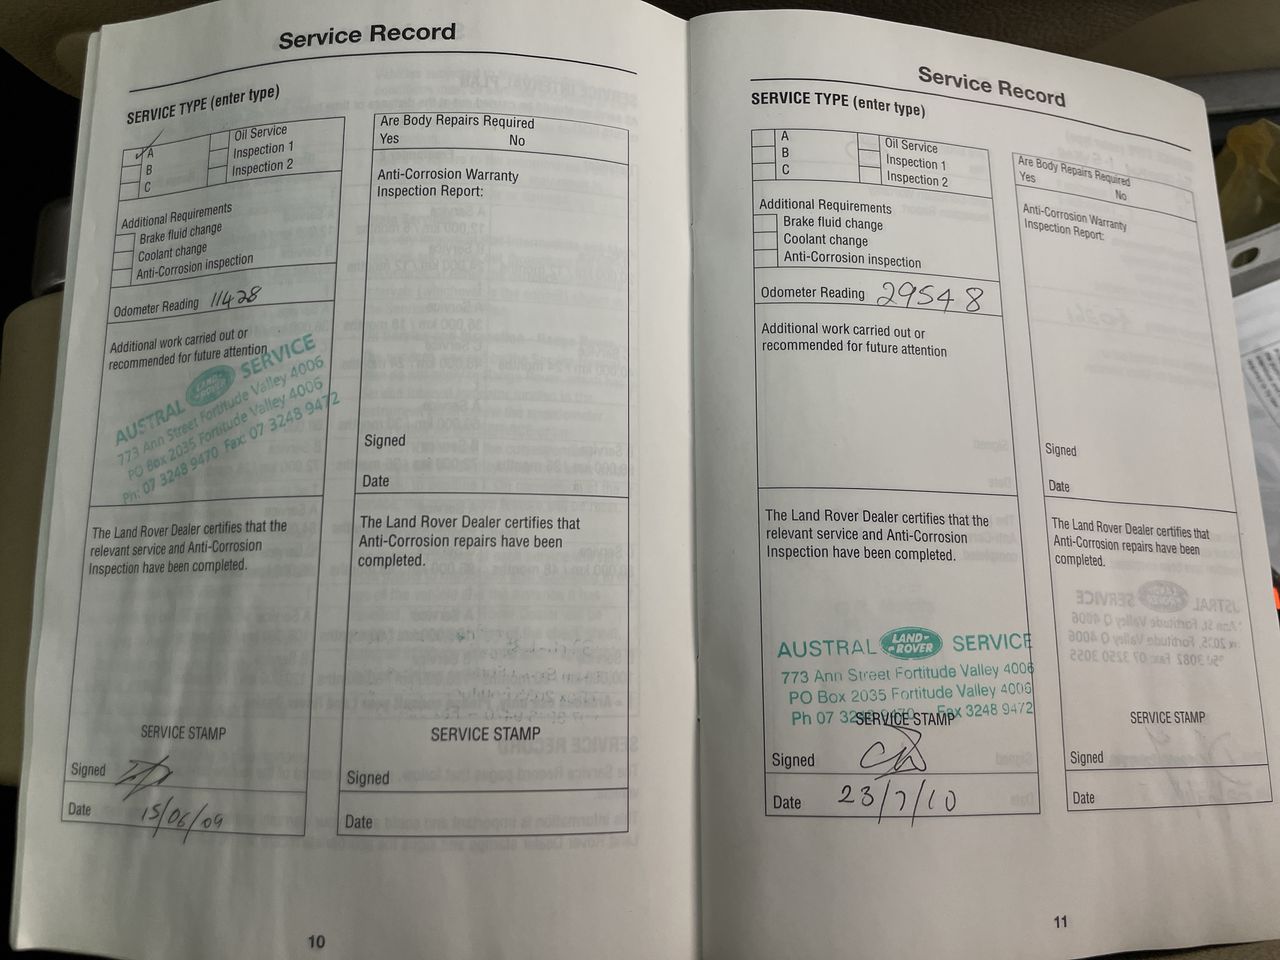 Service Record
SERVICE TYPE (enter type)
A
B
C
Oil Service
Inspection 1
Inspection 2
Additional Requirements
Brake fluid change
Coolant change
Anti-Corrosion inspection
Odometer Reading 11428
Additional work carried out or
recommended for future attention
AUSTRAL LAND-ROVER SERVICE
773 Ann Street Fortitude Valley 4006
PO Box 2035 Fortitude Valley 4006
Ph: 07 3248 9470 Fax: 07 3248 9472
The Land Rover Dealer certifies that the
relevant service and Anti-Corrosion
Inspection have been completed.
SERVICE STAMP
Signed
Date 15/06/09
Are Body Repairs Required
Yes No
Anti-Corrosion Warranty
Inspection Report:
Signed
Date
The Land Rover Dealer certifies that
Anti-Corrosion repairs have been
completed.
SERVICE STAMP
Signed
Date
10
Service Record
SERVICE TYPE (enter type)
A
B
C
Oil Service
Inspection 1
Inspection 2
Additional Requirements
Brake fluid change
Coolant change
Anti-Corrosion inspection
Odometer Reading 29548
Additional work carried out or
recommended for future attention
The Land Rover Dealer certifies that the
relevant service and Anti-Corrosion
Inspection have been completed.
AUSTRAL LAND-ROVER SERVICE
773 Ann Street Fortitude Valley 4006
PO Box 2035 Fortitude Valley 4006
Ph 07 3248 9470 Fax 3248 9472
SERVICE STAMP
Signed
Date 23/7/10
Are Body Repairs Required
Yes No
Anti-Corrosion Warranty
Inspection Report:
Signed
Date
The Land Rover Dealer certifies that
Anti-Corrosion repairs have been
completed.
SERVICE STAMP
Signed
Date
11